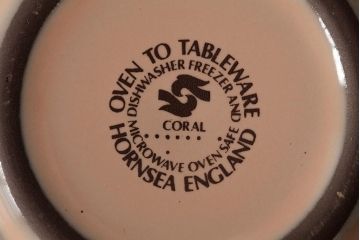 OVEN TO TABLEWARE
DISHWASHER FREEZER AND
CORAL
MICROWAVE OVEN SAFE
HORNSEA ENGLAND